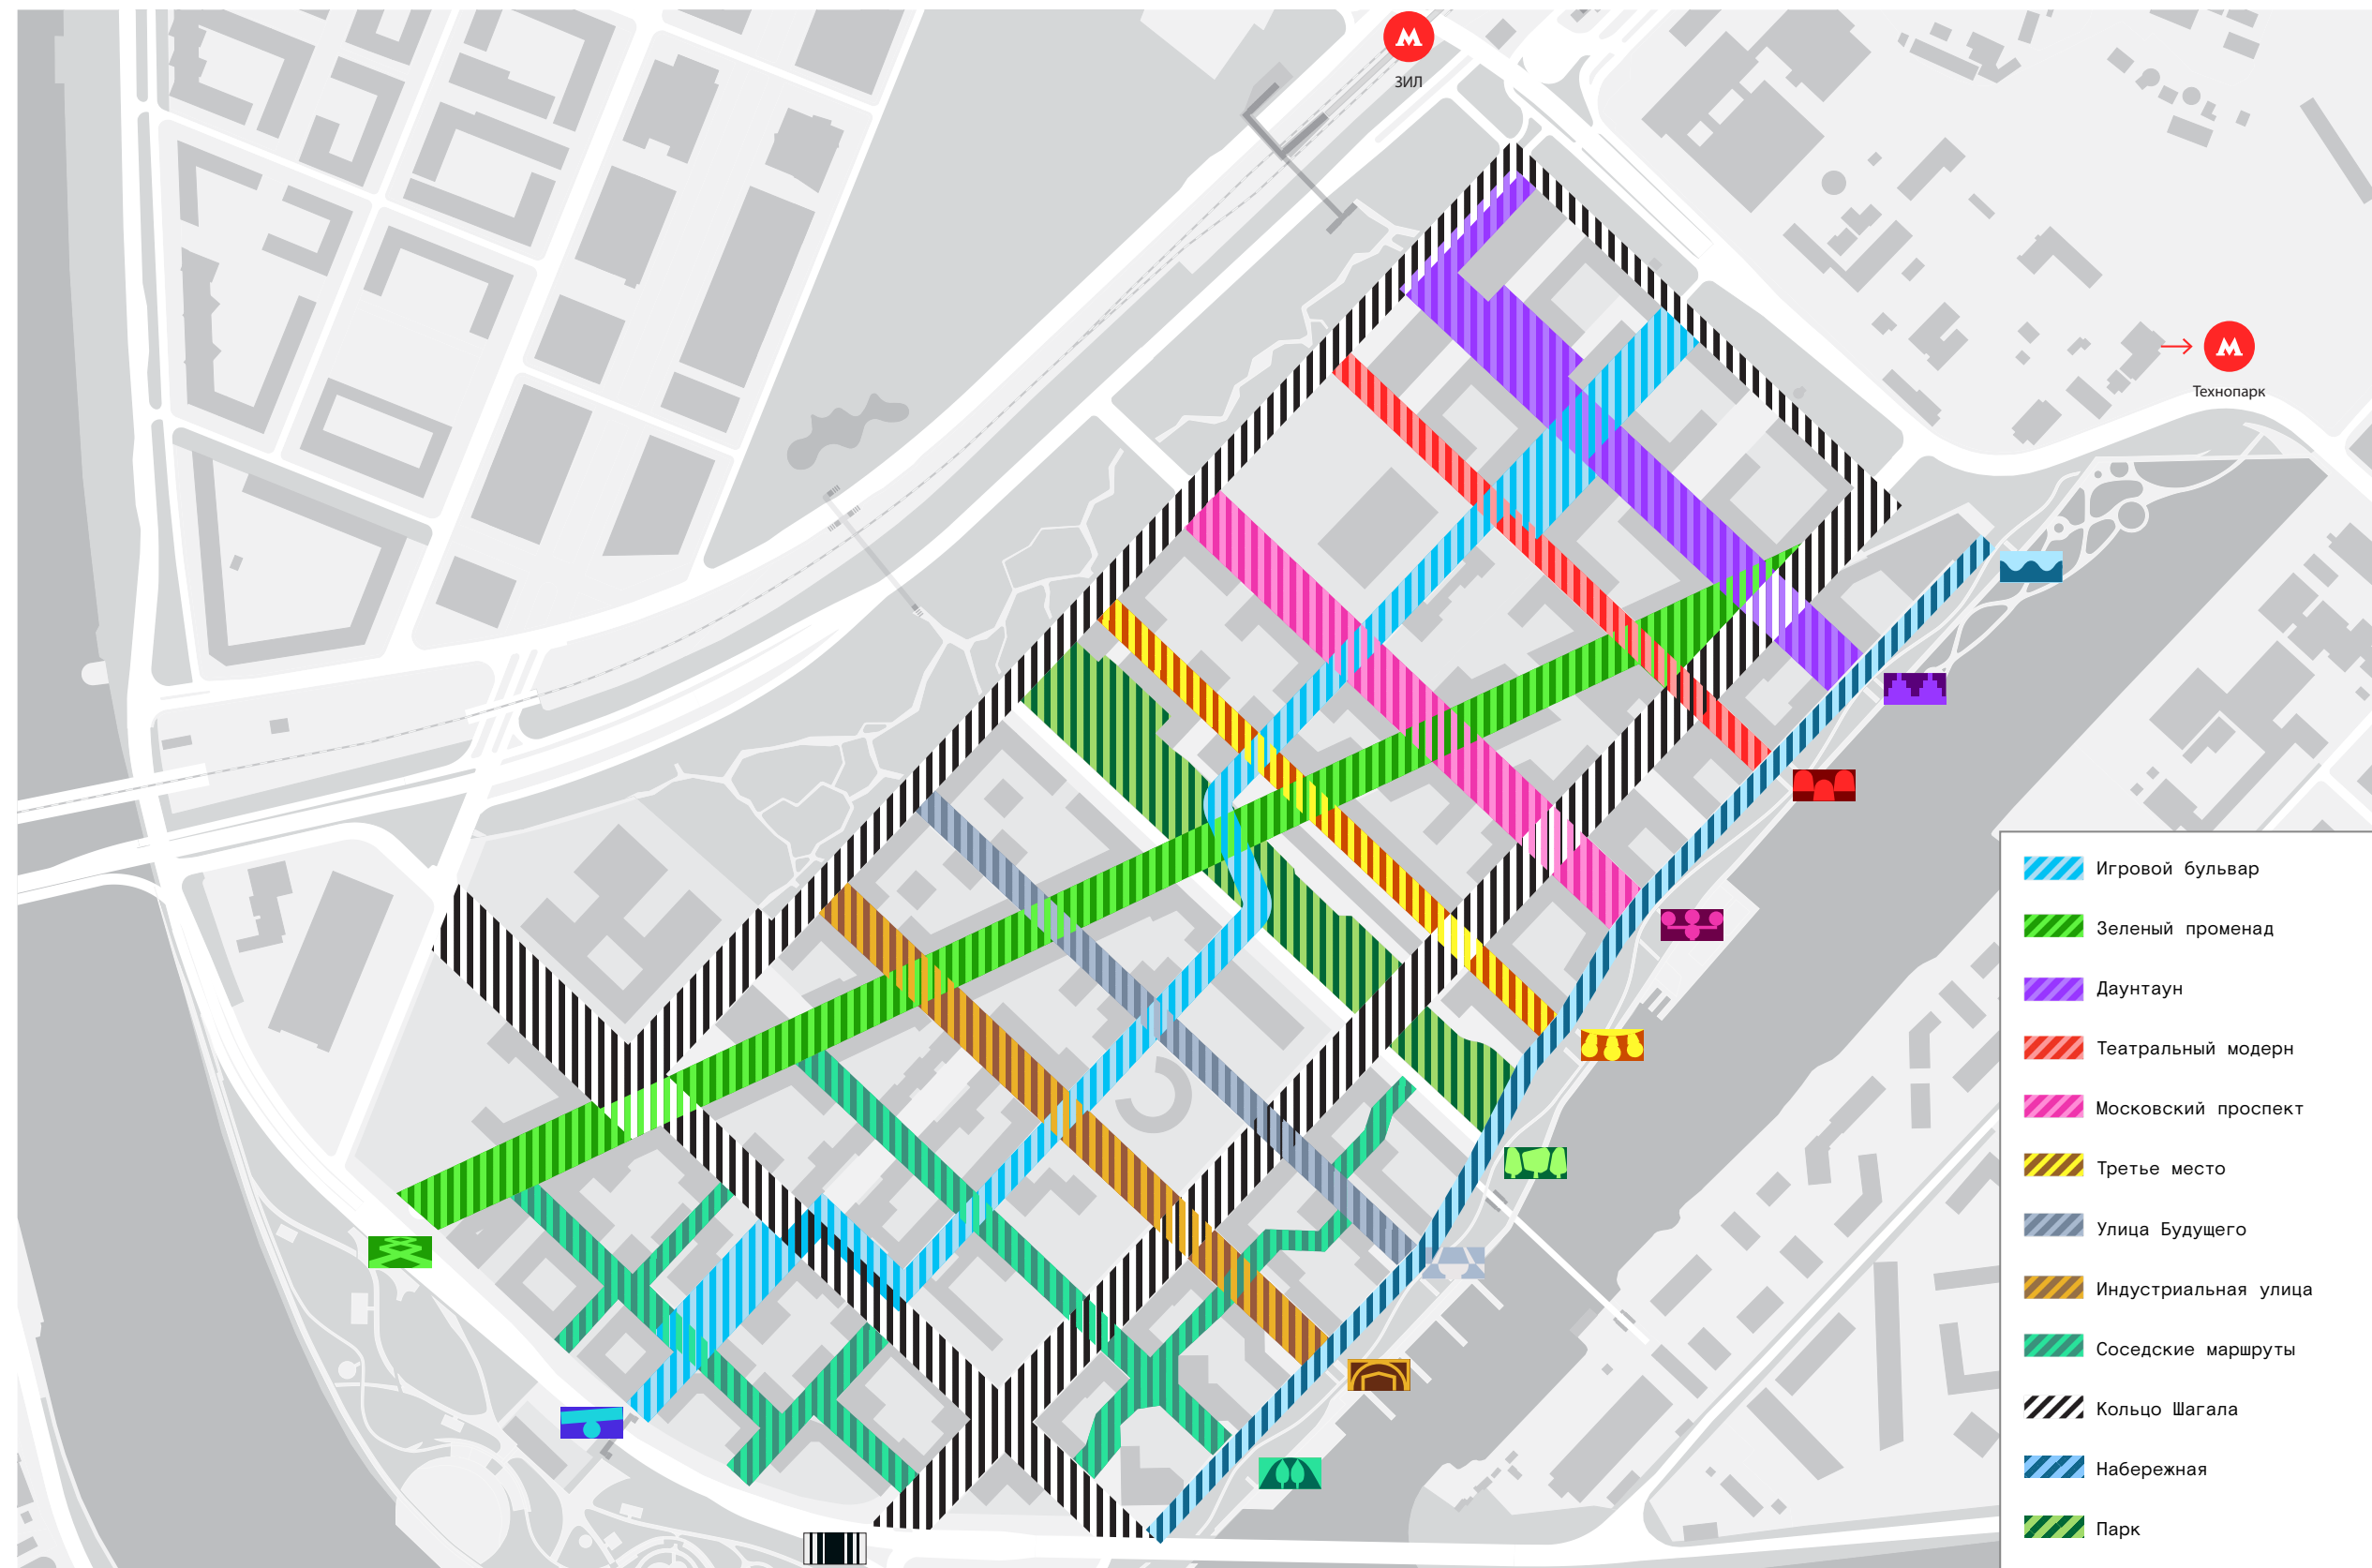 ЗИЛ
Технопарк
Игровой бульвар
Зеленый променад
Даунтаун
Театральный модерн
Московский проспект
Третье место
Улица Будущего
Индустриальная улица
Соседские маршруты
Кольцо Шагала
Набережная
Парк